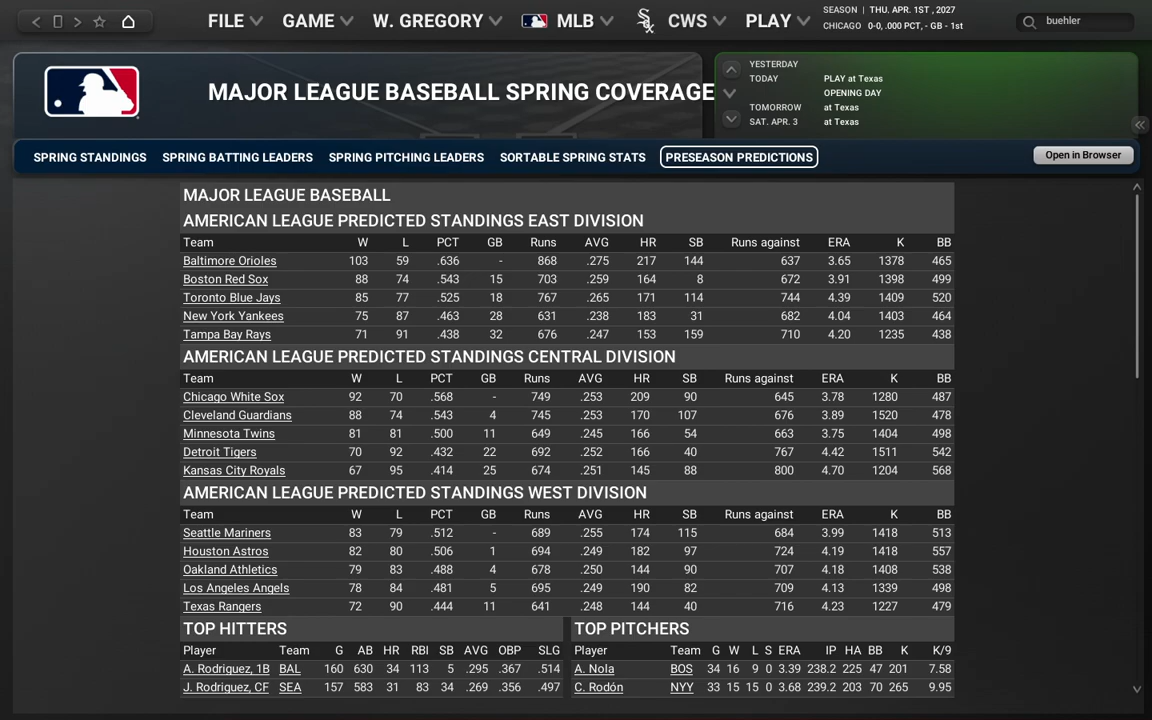 FILE GAME W. GREGORY MLB CWS PLAY SEASON | THU. APR. 1ST , 2027 buehler
CHICAGO 0-0, .000 PCT, - GB - 1st
MAJOR LEAGUE BASEBALL SPRING COVERAGE
YESTERDAY
TODAY PLAY at Texas
OPENING DAY
TOMORROW at Texas
SAT. APR. 3 at Texas
SPRING STANDINGS SPRING BATTING LEADERS SPRING PITCHING LEADERS SORTABLE SPRING STATS PRESEASON PREDICTIONS Open in Browser
MAJOR LEAGUE BASEBALL
AMERICAN LEAGUE PREDICTED STANDINGS EAST DIVISION
Team W L PCT GB Runs AVG HR SB Runs against ERA K BB
Baltimore Orioles 103 59 .636 - 868 .275 217 144 637 3.65 1378 465
Boston Red Sox 88 74 .543 15 703 .259 164 8 672 3.91 1398 499
Toronto Blue Jays 85 77 .525 18 767 .265 171 114 744 4.39 1409 520
New York Yankees 75 87 .463 28 631 .238 183 31 682 4.04 1403 464
Tampa Bay Rays 71 91 .438 32 676 .247 153 159 710 4.20 1235 438
AMERICAN LEAGUE PREDICTED STANDINGS CENTRAL DIVISION
Team W L PCT GB Runs AVG HR SB Runs against ERA K BB
Chicago White Sox 92 70 .568 - 749 .253 209 90 645 3.78 1280 487
Cleveland Guardians 88 74 .543 4 745 .253 170 107 676 3.89 1520 478
Minnesota Twins 81 81 .500 11 649 .245 166 54 663 3.75 1404 498
Detroit Tigers 70 92 .432 22 692 .252 166 40 767 4.42 1511 542
Kansas City Royals 67 95 .414 25 674 .251 145 88 800 4.70 1204 568
AMERICAN LEAGUE PREDICTED STANDINGS WEST DIVISION
Team W L PCT GB Runs AVG HR SB Runs against ERA K BB
Seattle Mariners 83 79 .512 - 689 .255 174 115 684 3.99 1418 513
Houston Astros 82 80 .506 1 694 .249 182 97 724 4.19 1418 557
Oakland Athletics 79 83 .488 4 678 .250 144 90 707 4.18 1408 538
Los Angeles Angels 78 84 .481 5 695 .249 190 82 709 4.13 1339 498
Texas Rangers 72 90 .444 11 641 .248 144 40 716 4.23 1227 479
TOP HITTERS TOP PITCHERS
Player Team G AB HR RBI SB AVG OBP SLG Player Team G W L S ERA IP HA BB K K/9
A. Rodriguez, 1B BAL 160 630 34 113 5 .295 .367 .514 A. Nola BOS 34 16 9 0 3.39 238.2 225 47 201 7.58
J. Rodriguez, CF SEA 157 583 31 83 34 .269 .356 .497 C. Rodón NYY 33 15 15 0 3.68 239.2 203 70 265 9.95